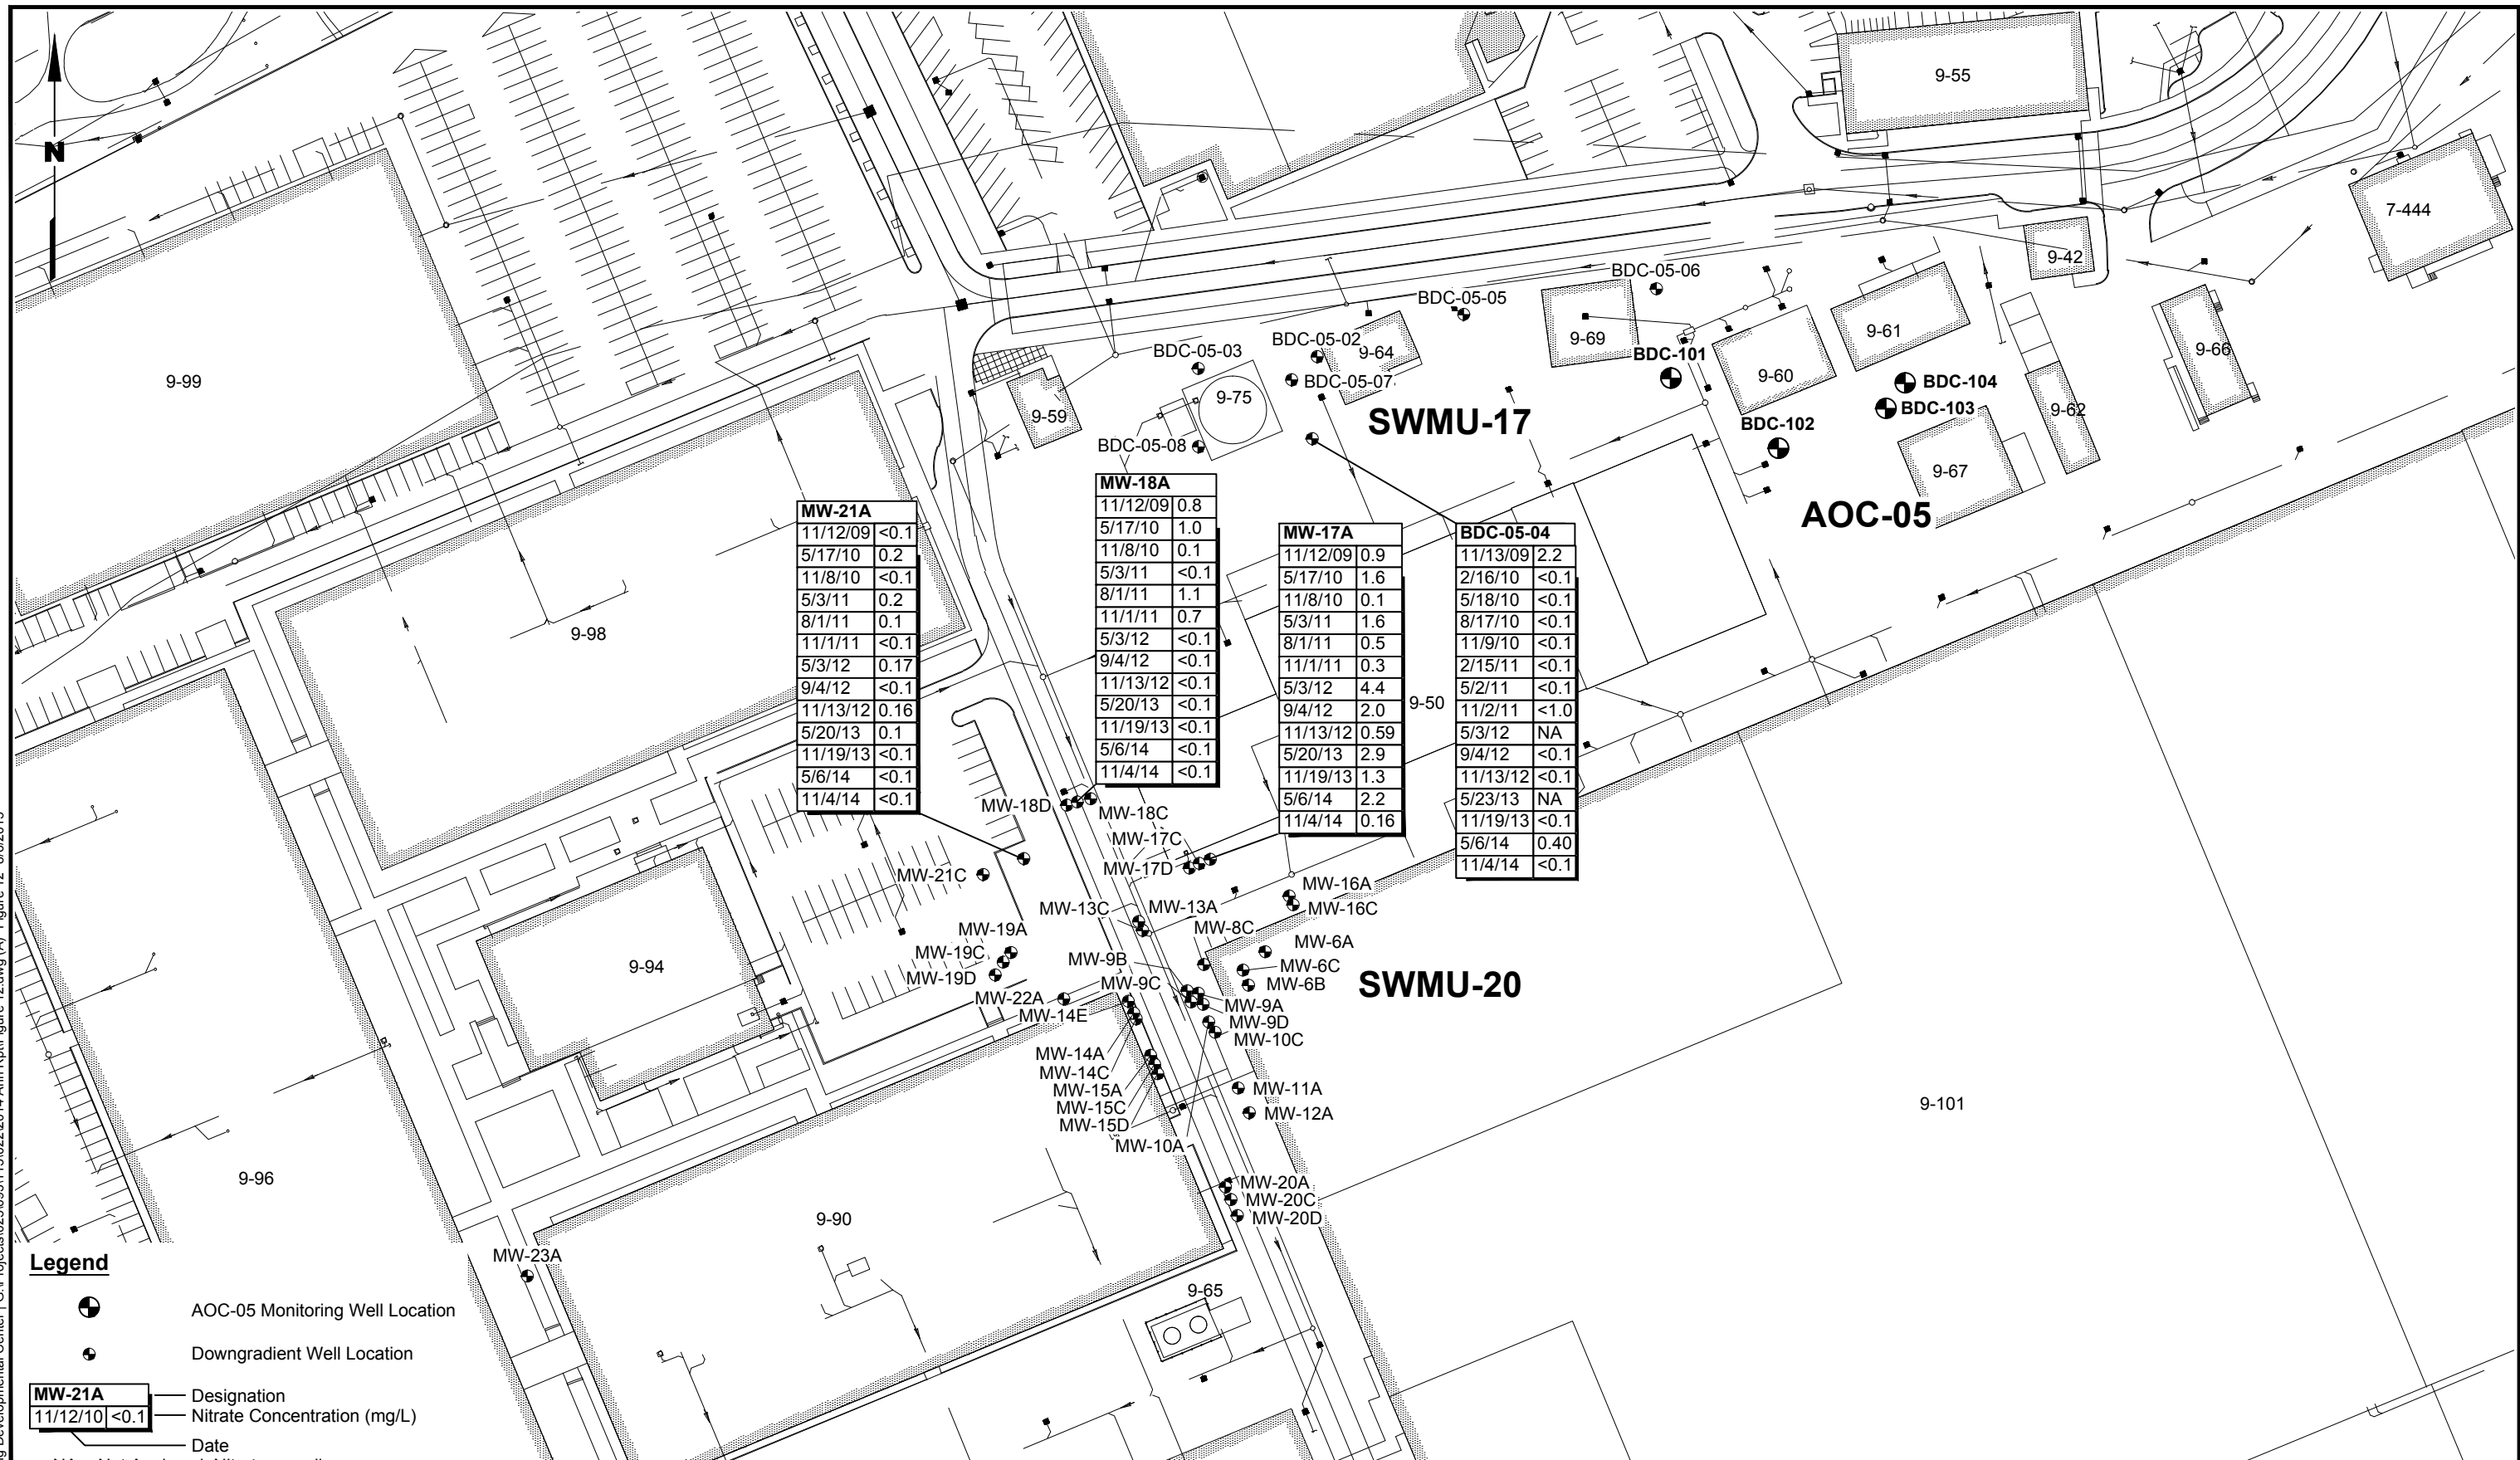 N
9-55
7-444
9-42
BDC-05-06
BDC-05-05
9-69
9-61
BDC-05-02
9-64
BDC-05-03
BDC-101
9-66
9-99
BDC-05-07
9-60
BDC-104
9-75
BDC-103
9-59
9-62
SWMU-17
BDC-102
BDC-05-08
9-67
AOC-05
MW-21A
11/12/09 <0.1
5/17/10 0.2
11/8/10 <0.1
5/3/11 0.2
8/1/11 0.1
11/1/11 <0.1
5/3/12 0.17
9/4/12 <0.1
11/13/12 0.16
5/20/13 0.1
11/19/13 <0.1
5/6/14 <0.1
11/4/14 <0.1
MW-18A
11/12/09 0.8
5/17/10 1.0
11/8/10 0.1
5/3/11 <0.1
8/1/11 1.1
11/1/11 0.7
5/3/12 <0.1
9/4/12 <0.1
11/13/12 <0.1
5/20/13 <0.1
11/19/13 <0.1
5/6/14 <0.1
11/4/14 <0.1
MW-17A
11/12/09 0.9
5/17/10 1.6
11/8/10 0.1
5/3/11 1.6
8/1/11 0.5
11/1/11 0.3
5/3/12 4.4
9/4/12 2.0
11/13/12 0.59
5/20/13 2.9
11/19/13 1.3
5/6/14 2.2
11/4/14 0.16
BDC-05-04
11/13/09 2.2
2/16/10 <0.1
5/18/10 <0.1
8/17/10 <0.1
11/9/10 <0.1
2/15/11 <0.1
5/2/11 <0.1
11/2/11 <1.0
5/3/12 NA
9/4/12 <0.1
11/13/12 <0.1
5/23/13 NA
11/19/13 <0.1
5/6/14 0.40
11/4/14 <0.1
9-98
9-50
MW-18D
MW-18C
MW-17C
MW-17D
MW-21C
MW-16A
MW-16C
MW-13C
MW-13A
MW-8C
MW-19A
MW-6A
MW-19C
MW-9B
MW-6C
9-94
MW-19D
MW-9C
MW-6B
SWMU-20
MW-22A
MW-9A
MW-14E
MW-9D
MW-10C
MW-14A
MW-14C
MW-15A
MW-11A
MW-15C
MW-12A
MW-15D
MW-10A
9-101
9-96
MW-20A
MW-20C
MW-20D
9-90
MW-23A
9-65
Legend
AOC-05 Monitoring Well Location
Downgradient Well Location
MW-21A
Designation
11/12/10 <0.1
Nitrate Concentration (mg/L)
Date